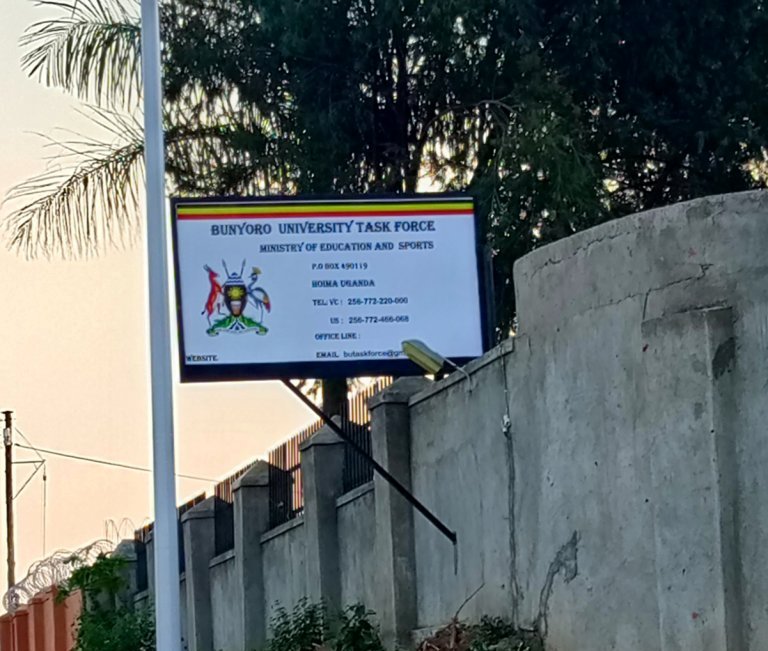 BUNYORO UNIVERSITY TASK FORCE
MINISTRY OF EDUCATION AND SPORTS
P.O BOX 490119
HOIMA UGANDA
TEL: VC : 256-772-220-000
US : 256-772-466-068
OFFICE LINE :
EMAIL butaskforce@gm
WEBSITE